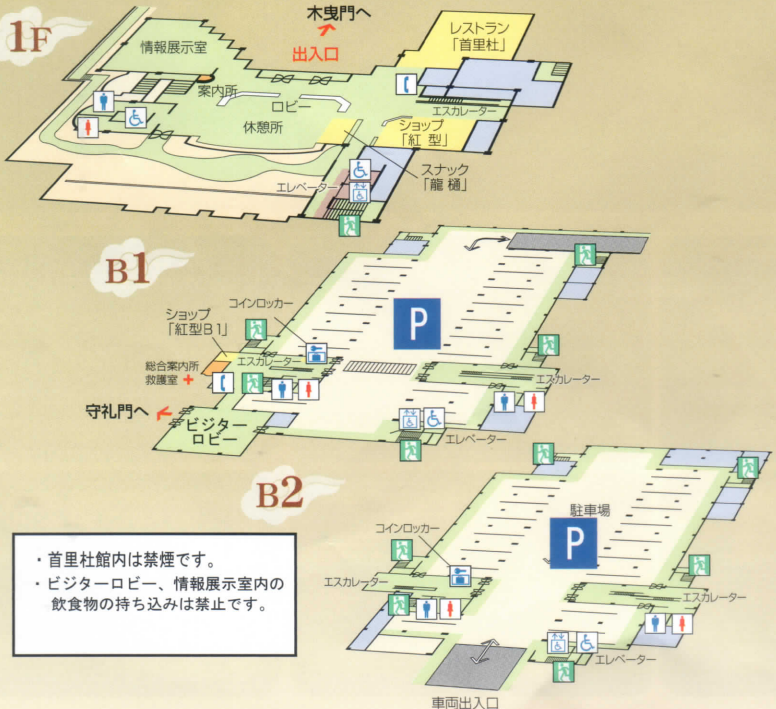 1F
木曳門へ
出入口
レストラン
「首里杜」
情報展示室
案内所
ロビー
休憩所
エスカレーター
ショップ
「紅型」
スナック
「龍樋」
エレベーター
B1
ショップ
「紅型B1」
コインロッカー
P
エスカレーター
総合案内所
救護室
エスカレーター
守礼門へ
ビジター
ロビー
エレベーター
B2
駐車場
コインロッカー
P
エスカレーター
エスカレーター
エレベーター
車両出入口
・首里杜館内は禁煙です。
・ビジターロビー、情報展示室内の
飲食物の持ち込みは禁止です。